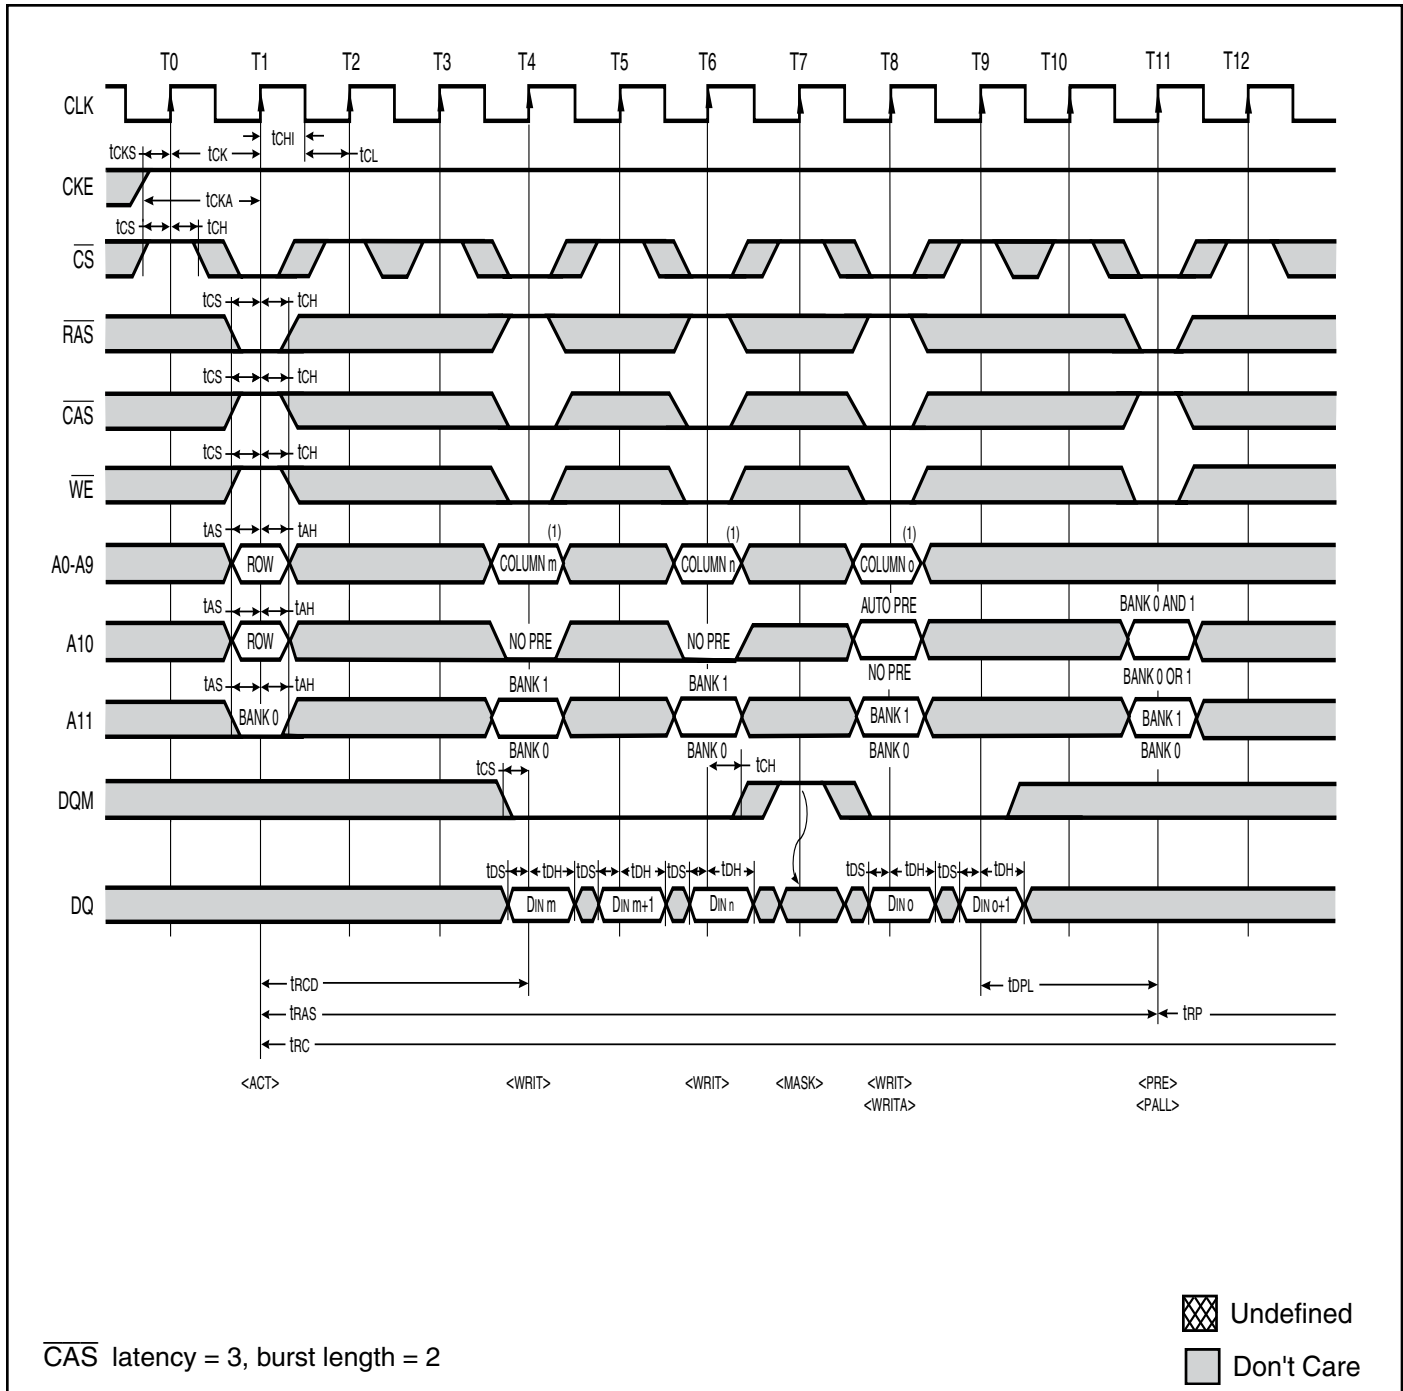 T0 T1 T2 T3 T4 T5 T6 T7 T8 T9 T10 T11 T12
CLK
tCHI
tCKS tCK tCL
CKE
tCKA
tCS tCH
CS
tCS tCH
RAS
tCS tCH
CAS
tCS tCH
WE
tAS tAH (1) (1) (1)
A0-A9 ROW COLUMN m COLUMN n COLUMN o
tAS tAH AUTO PRE BANK 0 AND 1
A10 ROW NO PRE NO PRE
NO PRE BANK 0 OR 1
tAS tAH BANK 1 BANK 1
A11 BANK 0 BANK 1 BANK 1
BANK 0 BANK 0 BANK 0 BANK 0
tCS tCH
DQM
tDS tDH tDS tDH tDS tDH tDS tDH tDS tDH
DQ DIN m DIN m+1 DIN n DIN o DIN o+1
tRCD tDPL
tRAS tRP
tRC
<ACT> <WRIT> <WRIT> <MASK> <WRIT> <PRE>
<WRITA> <PALL>
Undefined
CAS latency = 3, burst length = 2
Don't Care